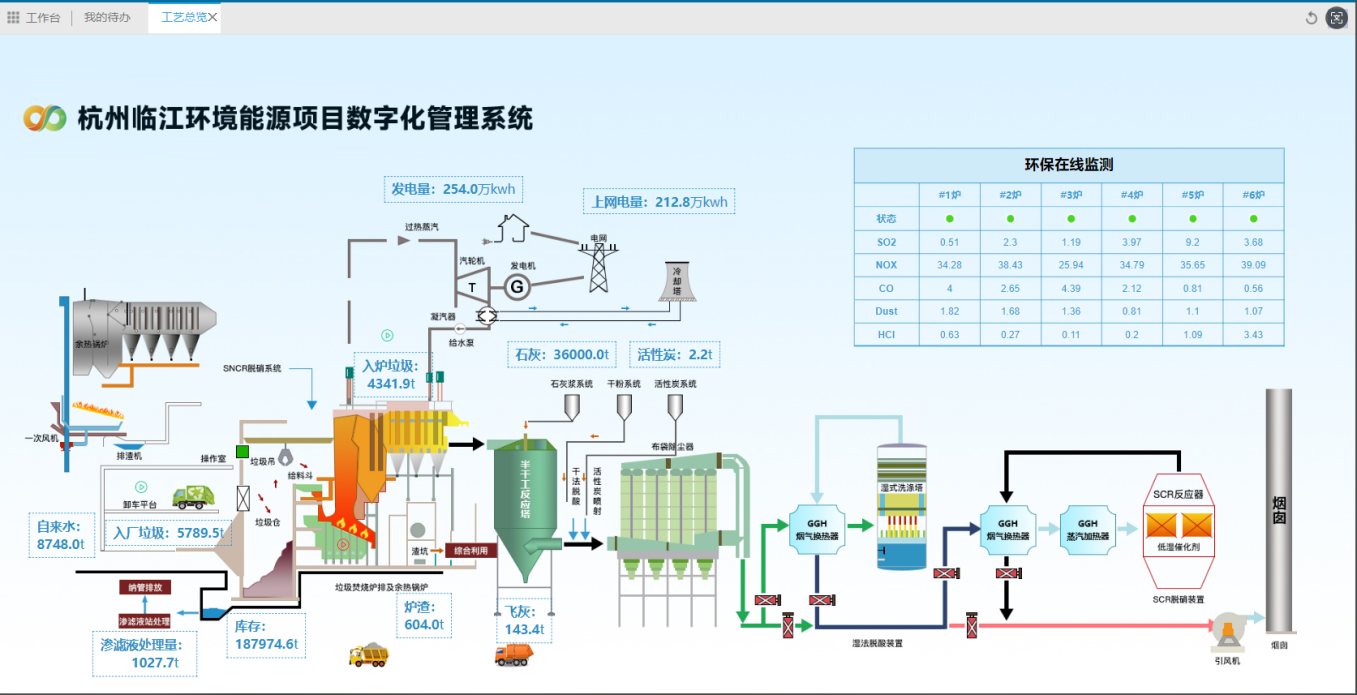 工作台
我的待办
工艺总览
杭州临江环境能源项目数字化管理系统
发电量：254.0万kwh
上网电量：212.8万kwh
环保在线监测
#1炉 #2炉 #3炉 #4炉 #5炉 #6炉
状态
SO2 0.51 2.3 1.19 3.97 9.2 3.68
NOX 34.28 38.43 25.94 34.79 35.65 39.09
CO 4 2.65 4.39 2.12 0.81 0.56
Dust 1.82 1.68 1.36 0.81 1.1 1.07
HCl 0.63 0.27 0.11 0.2 1.09 3.43
过热蒸汽
汽轮机
T
发电机
G
电网
冷却塔
凝汽器
给水泵
余热锅炉
SNCR脱硝系统
入炉垃圾：
4341.9t
石灰：36000.0t
活性炭：2.2t
石灰浆系统
干粉系统
活性炭系统
一次风机
排渣机
操作室
垃圾吊
给料斗
卸车平台
垃圾仓
自来水：
8748.0t
入厂垃圾：5789.5t
半干工反应塔
干法脱酸
活性炭喷射
布袋除尘器
渣坑
综合利用
垃圾焚烧炉排及余热锅炉
纳管排放
渗滤液站处理
渗滤液处理量：
1027.7t
库存：
187974.6t
炉渣：
604.0t
飞灰：
143.4t
GGH
烟气换热器
湿式洗涤塔
湿法脱酸装置
GGH
烟气换热器
GGH
蒸汽加热器
SCR反应器
低湿催化剂
SCR脱硝装置
引风机
烟囱
烟囱